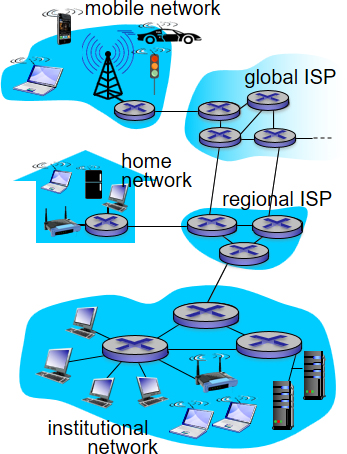 mobile network
global ISP
home
network
regional ISP
institutional
network